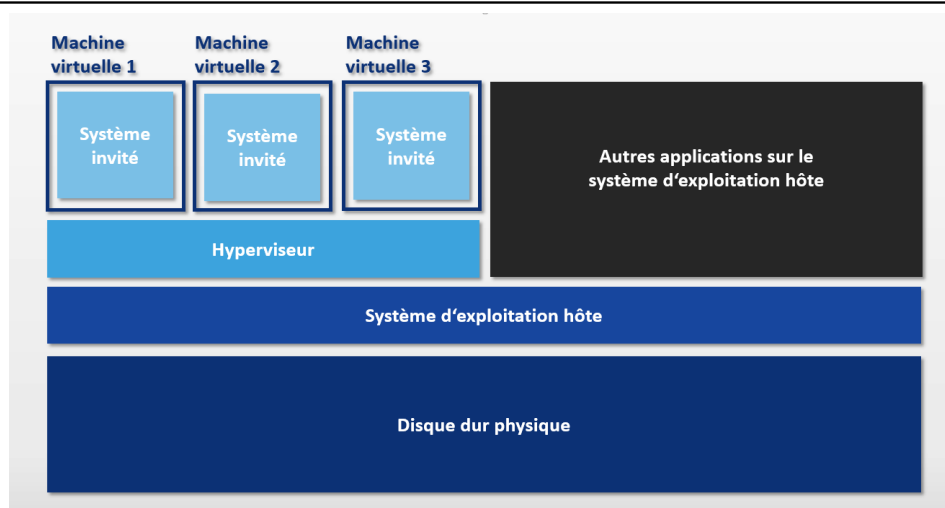 Machine
virtuelle 1
Machine
virtuelle 2
Machine
virtuelle 3
Système
invité
Système
invité
Système
invité
Autres applications sur le
système d‘exploitation hôte
Hyperviseur
Système d‘exploitation hôte
Disque dur physique